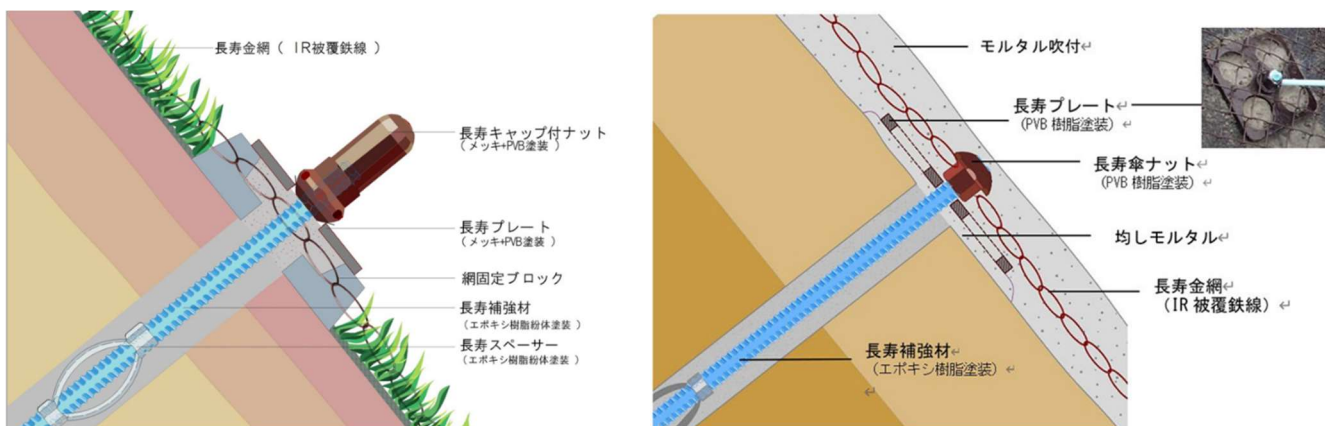 長寿金網（ IR被覆鉄線 ）
長寿キャップ付ナット
（メッキ+PVB塗装 ）
長寿プレート
（メッキ+PVB塗装 ）
網固定ブロック
長寿補強材
（エポキシ樹脂粉体塗装 ）
長寿スペーサー
（エポキシ樹脂粉体塗装 ）
モルタル吹付↵
長寿プレート↵
（PVB 樹脂塗装）↵
長寿傘ナット↵
（PVB 樹脂塗装）↵
均しモルタル↵
長寿金網↵
（IR 被覆鉄線）↵
長寿補強材↵
（エポキシ樹脂塗装）↵
↵